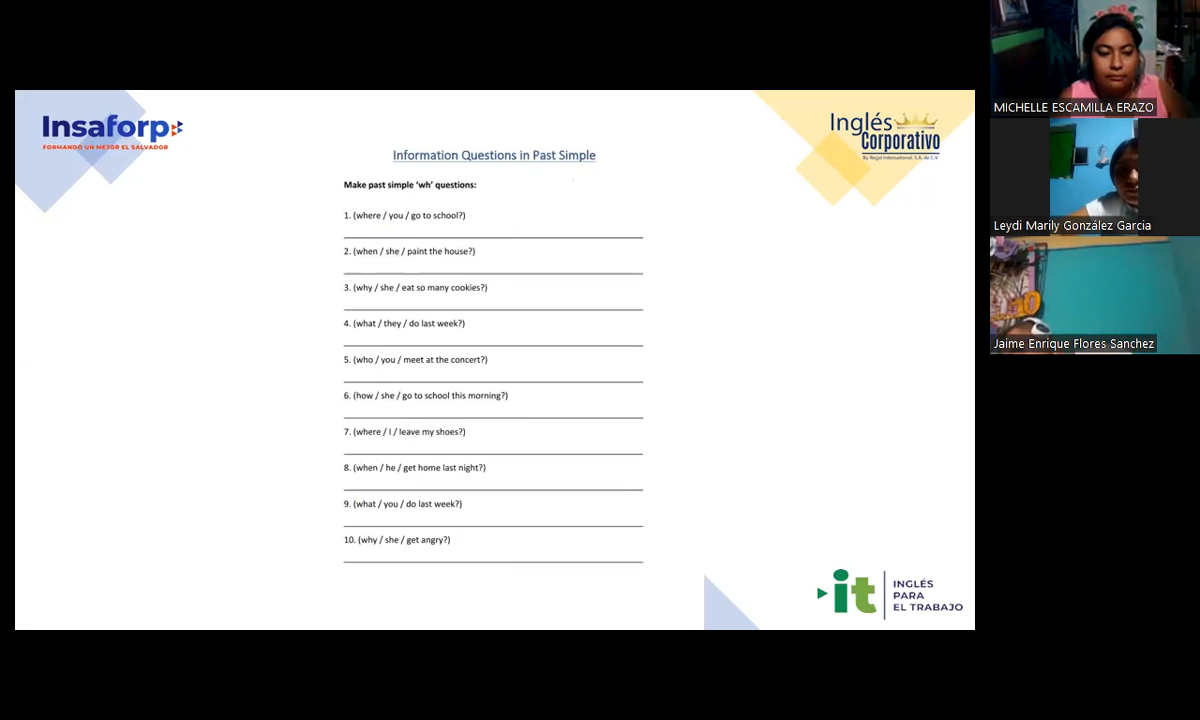 Insaforp
FORMANDO UN MEJOR EL SALVADOR
Inglés
Corporativo
By Regal International, S.A. de C.V.
Information Questions in Past Simple
Make past simple ‘wh’ questions:
1. (where / you / go to school?)
2. (when / she / paint the house?)
3. (why / she / eat so many cookies?)
4. (what / they / do last week?)
5. (who / you / meet at the concert?)
6. (how / she / go to school this morning?)
7. (where / I / leave my shoes?)
8. (when / he / get home last night?)
9. (what / you / do last week?)
10. (why / she / get angry?)
it
INGLÉS
PARA
EL TRABAJO
MICHELLE ESCAMILLA ERAZO
Leydi Marily González Garcia
10
Jaime Enrique Flores Sanchez